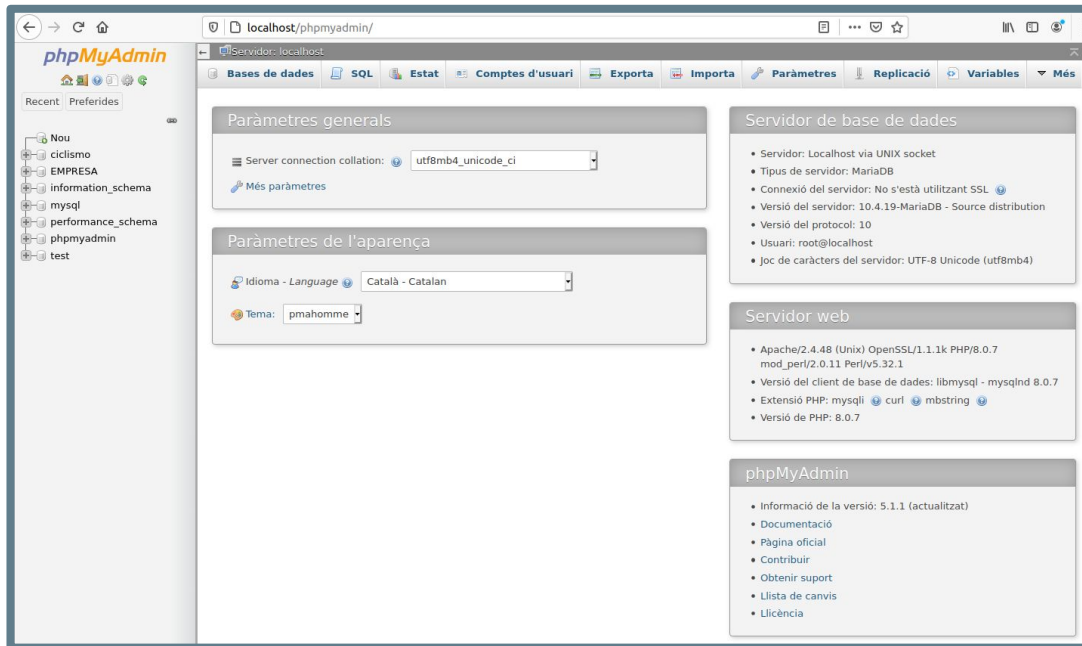 localhost/phpmyadmin/
phpMyAdmin
Recent Preferides
Nou
ciclismo
EMPRESA
information_schema
mysql
performance_schema
phpmyadmin
test
Servidor: localhost
Bases de dades SQL Estat Comptes d'usuari Exporta Importa Paràmetres Replicació Variables Més
Paràmetres generals
Server connection collation: utf8mb4_unicode_ci
Més paràmetres
Paràmetres de l'aparença
Idioma - Language Català - Catalan
Tema: pmahomme
Servidor de base de dades
• Servidor: Localhost via UNIX socket
• Tipus de servidor: MariaDB
• Connexió del servidor: No s'està utilitzant SSL
• Versió del servidor: 10.4.19-MariaDB - Source distribution
• Versió del protocol: 10
• Usuari: root@localhost
• Joc de caràcters del servidor: UTF-8 Unicode (utf8mb4)
Servidor web
• Apache/2.4.48 (Unix) OpenSSL/1.1.1k PHP/8.0.7
mod_perl/2.0.11 Perl/v5.32.1
• Versió del client de base de dades: libmysql - mysqlnd 8.0.7
• Extensió PHP: mysqli curl mbstring
• Versió de PHP: 8.0.7
phpMyAdmin
• Informació de la versió: 5.1.1 (actualitzat)
• Documentació
• Pàgina oficial
• Contribuir
• Obtenir suport
• Llista de canvis
• Llicència